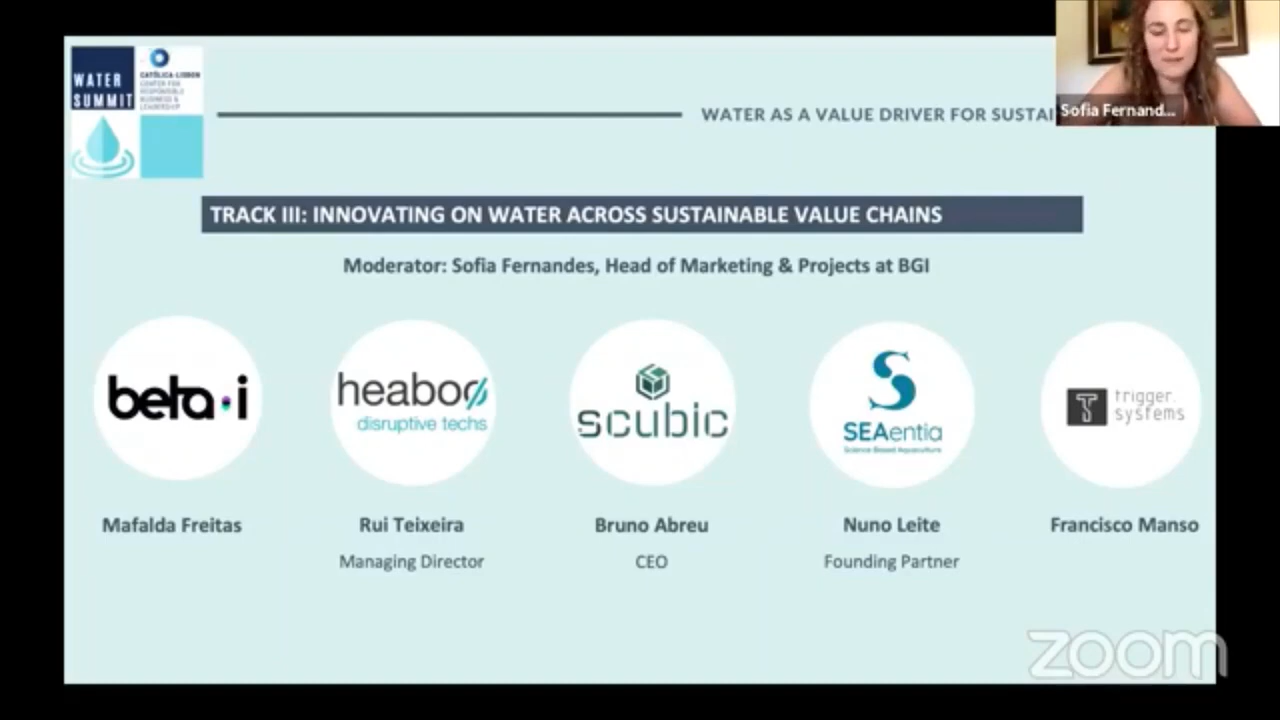 WATER
SUMMIT
CATÓLICA-LISBON
CENTER FOR
RESPONSIBLE
BUSINESS &
LEADERSHIP
WATER AS A VALUE DRIVER FOR SUSTAI
Sofia Fernand...
TRACK III: INNOVATING ON WATER ACROSS SUSTAINABLE VALUE CHAINS
Moderator: Sofia Fernandes, Head of Marketing & Projects at BGI
beta-i
heaboo
disruptive techs
scubic
S
SEAentia
Science Based Aquaculture
T
trigger.
systems
Mafalda Freitas
Rui Teixeira
Bruno Abreu
Nuno Leite
Francisco Manso
Managing Director
CEO
Founding Partner
zoom